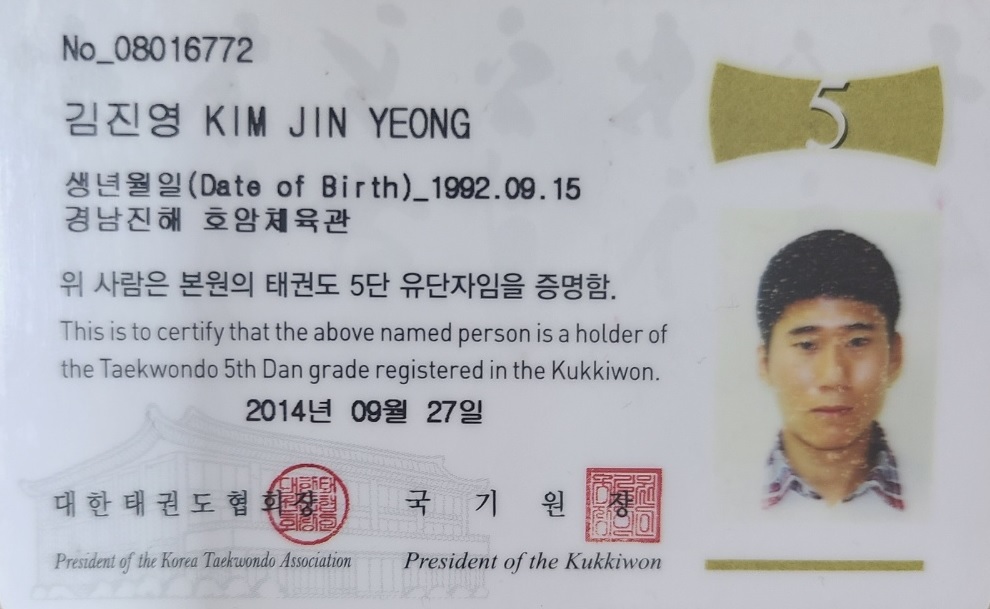 No_08016772
5
김진영 KIM JIN YEONG
생년월일(Date of Birth)_1992.09.15
경남진해 호암체육관
위 사람은 본원의 태권도 5단 유단자임을 증명함.
This is to certify that the above named person is a holder of
the Taekwondo 5th Dan grade registered in the Kukkiwon.
2014년 09월 27일
대한태권도협회장 국기원장
President of the Korea Taekwondo Association President of the Kukkiwon